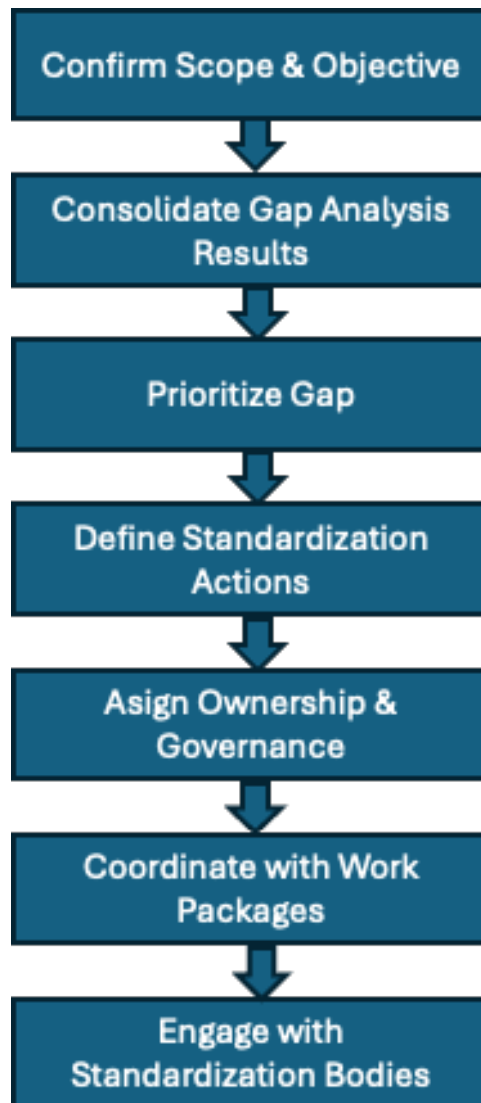 Confirm Scope & Objective
Consolidate Gap Analysis
Results
Prioritize Gap
Define Standardization
Actions
Asign Ownership &
Governance
Coordinate with Work
Packages
Engage with
Standardization Bodies